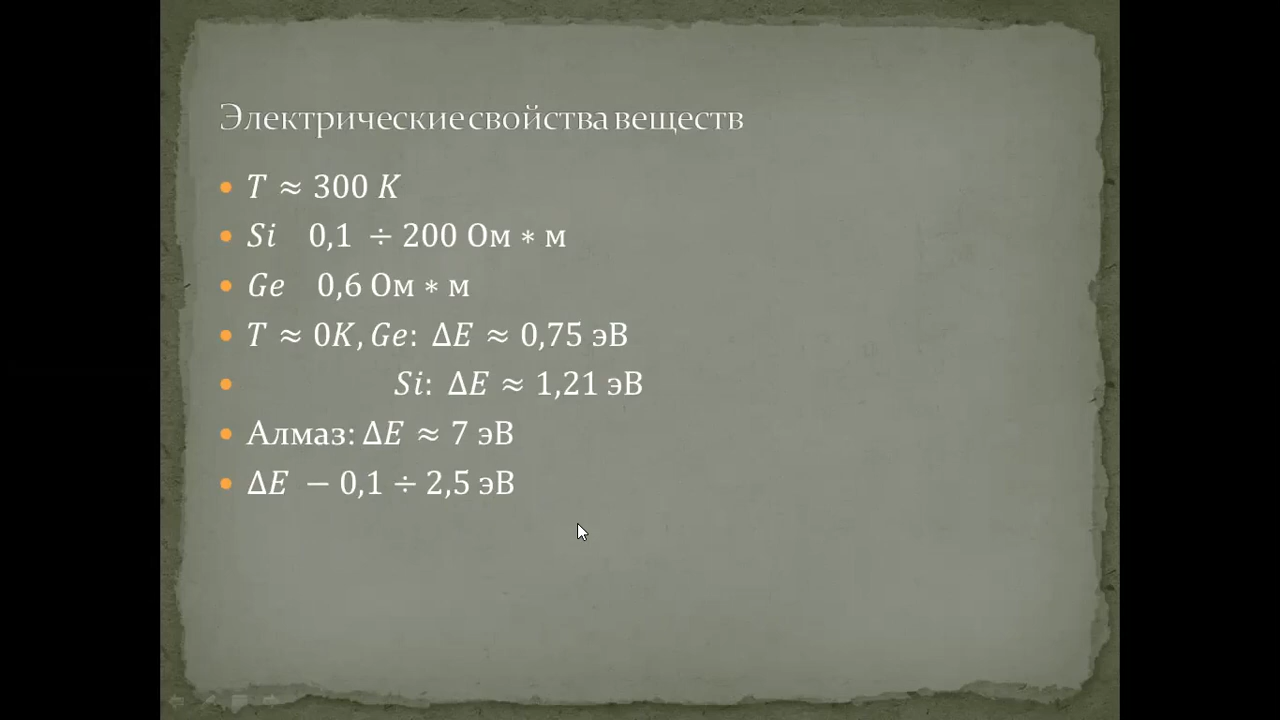 Электрические свойства веществ
T ≈ 300 K
Si 0,1 ÷ 200 Ом ∗ м
Ge 0,6 Ом ∗ м
T ≈ 0K, Ge: ΔE ≈ 0,75 эВ
Si: ΔE ≈ 1,21 эВ
Алмаз: ΔE ≈ 7 эВ
ΔE − 0,1 ÷ 2,5 эВ